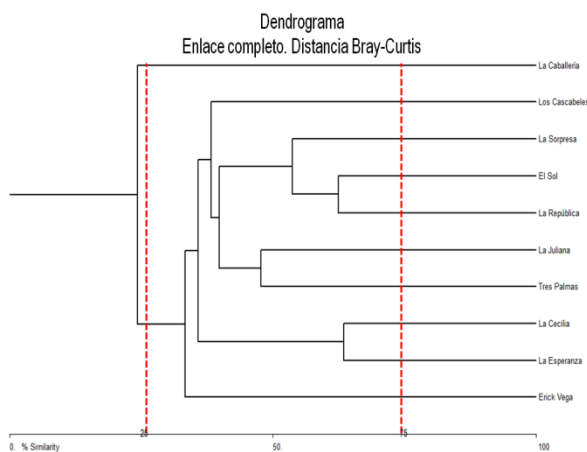 Dendrograma
Enlace completo. Distancia Bray-Curtis
La Caballería
Los Cascabeles
La Sorpresa
El Sol
La República
La Juliana
Tres Palmas
La Cecilia
La Esperanza
Erick Vega
0. % Similarity 25 50. 75 100